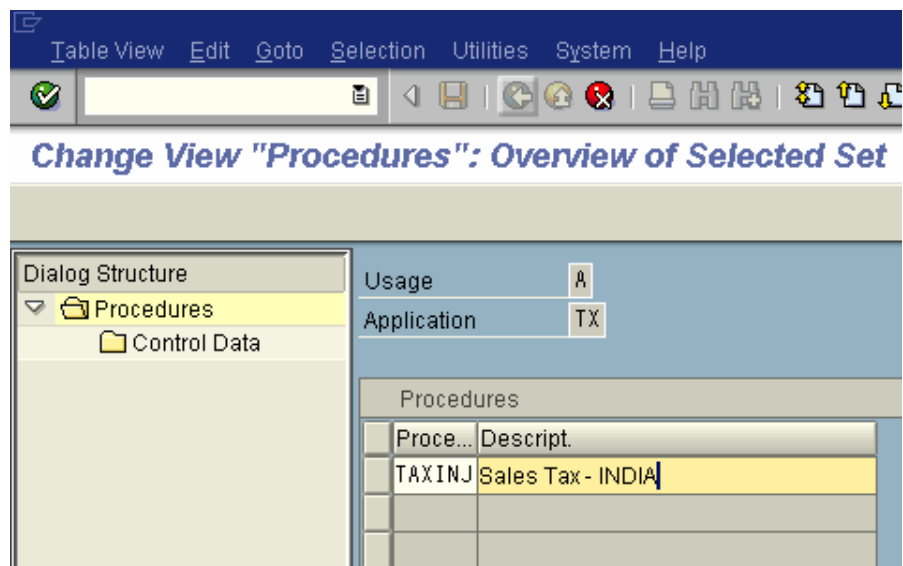 Table View Edit Goto Selection Utilities System Help
Change View "Procedures": Overview of Selected Set
Dialog Structure
Procedures
Control Data
Usage A
Application TX
Procedures
Proce... Descript.
TAXINJ Sales Tax - INDIA